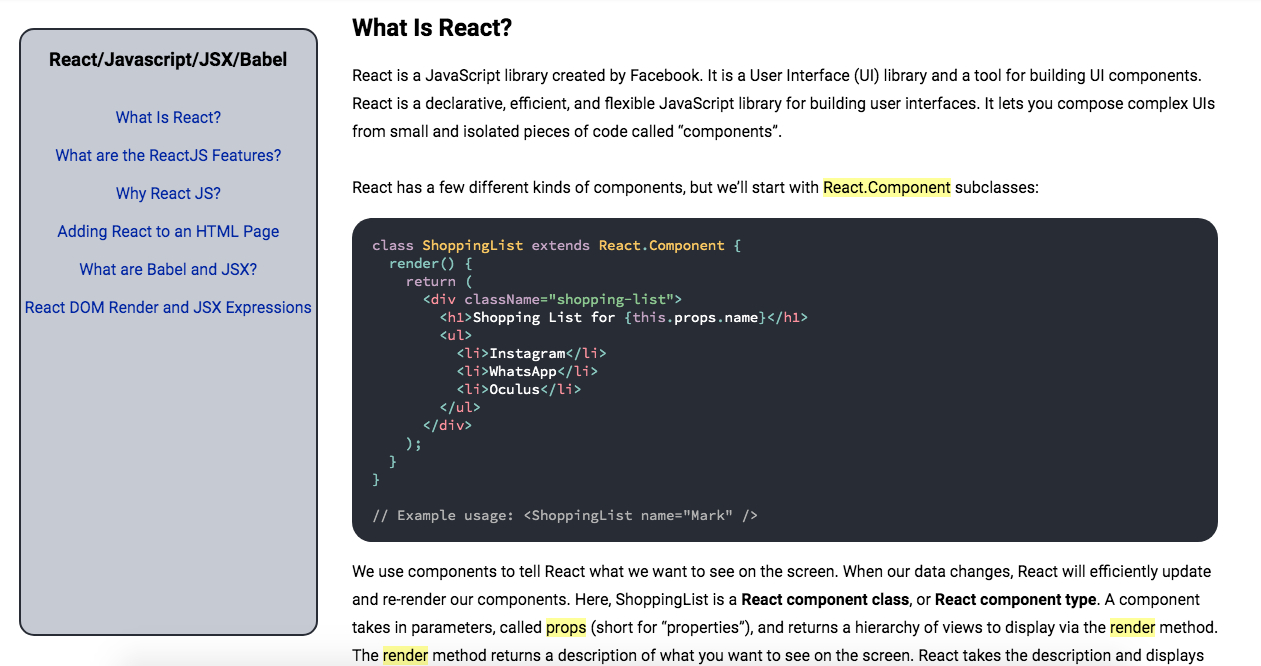 React/Javascript/JSX/Babel
What Is React?
What are the ReactJS Features?
Why React JS?
Adding React to an HTML Page
What are Babel and JSX?
React DOM Render and JSX Expressions
What Is React?
React is a JavaScript library created by Facebook. It is a User Interface (UI) library and a tool for building UI components.
React is a declarative, efficient, and flexible JavaScript library for building user interfaces. It lets you compose complex UIs
from small and isolated pieces of code called “components”.
React has a few different kinds of components, but we’ll start with React.Component subclasses:
class ShoppingList extends React.Component {
  render() {
    return (
      <div className="shopping-list">
        <h1>Shopping List for {this.props.name}</h1>
        <ul>
          <li>Instagram</li>
          <li>WhatsApp</li>
          <li>Oculus</li>
        </ul>
      </div>
    );
  }
}
// Example usage: <ShoppingList name="Mark" />
We use components to tell React what we want to see on the screen. When our data changes, React will efficiently update
and re-render our components. Here, ShoppingList is a React component class, or React component type. A component
takes in parameters, called props (short for “properties”), and returns a hierarchy of views to display via the render method.
The render method returns a description of what you want to see on the screen. React takes the description and displays